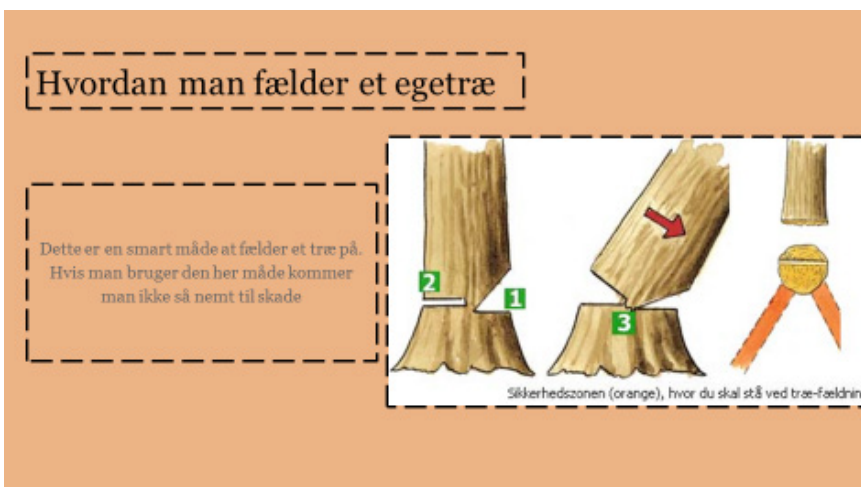 Hvordan man fælder et egetræ
Dette er en smart måde at fælder et træ på.
Hvis man bruger den her måde kommer
man ikke så nemt til skade
2
1
3
Sikkerhedszonen (orange), hvor du skal stå ved træ-fældnin